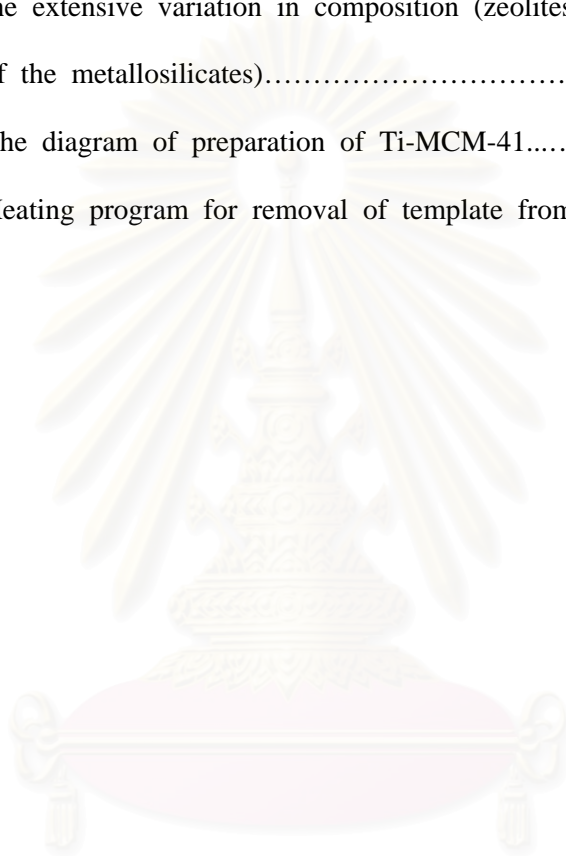 he extensive variation in composition (zeolites
f the metallosilicates)……………………………
he diagram of preparation of Ti-MCM-41...…
eating program for removal of template from